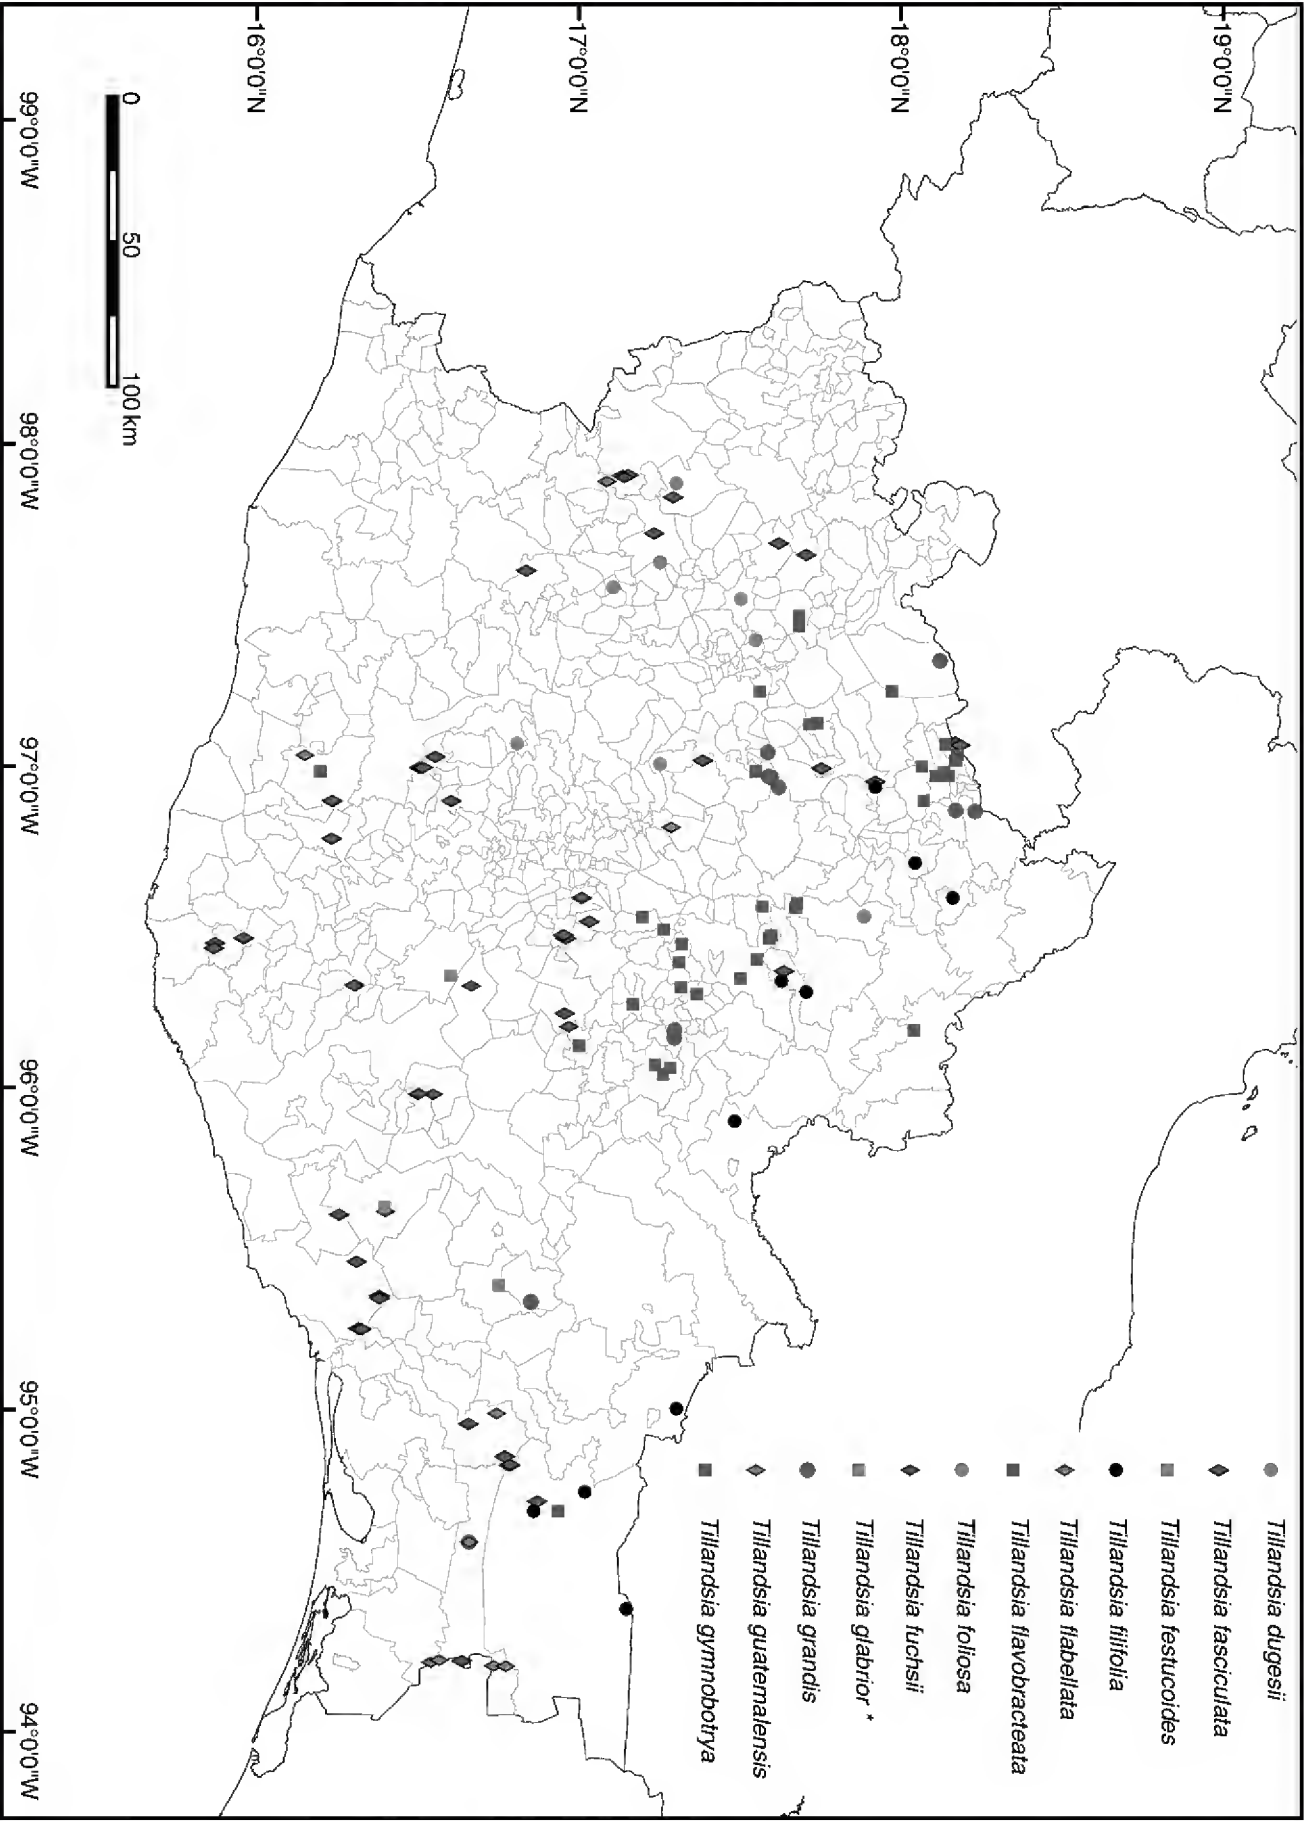 Tillandsia dugesii
Tillandsia fasciculata
Tillandsia festucoides
Tillandsia filifolia
Tillandsia flabellata
Tillandsia flavobracteata
Tillandsia foliosa
Tillandsia fuchsii
Tillandsia glabrior *
Tillandsia grandis
Tillandsia guatemalensis
Tillandsia gymnobotrya
19°0'0"N
18°0'0"N
17°0'0"N
16°0'0"N
0 50 100 km
99°0'0"W 98°0'0"W 97°0'0"W 96°0'0"W 95°0'0"W 94°0'0"W